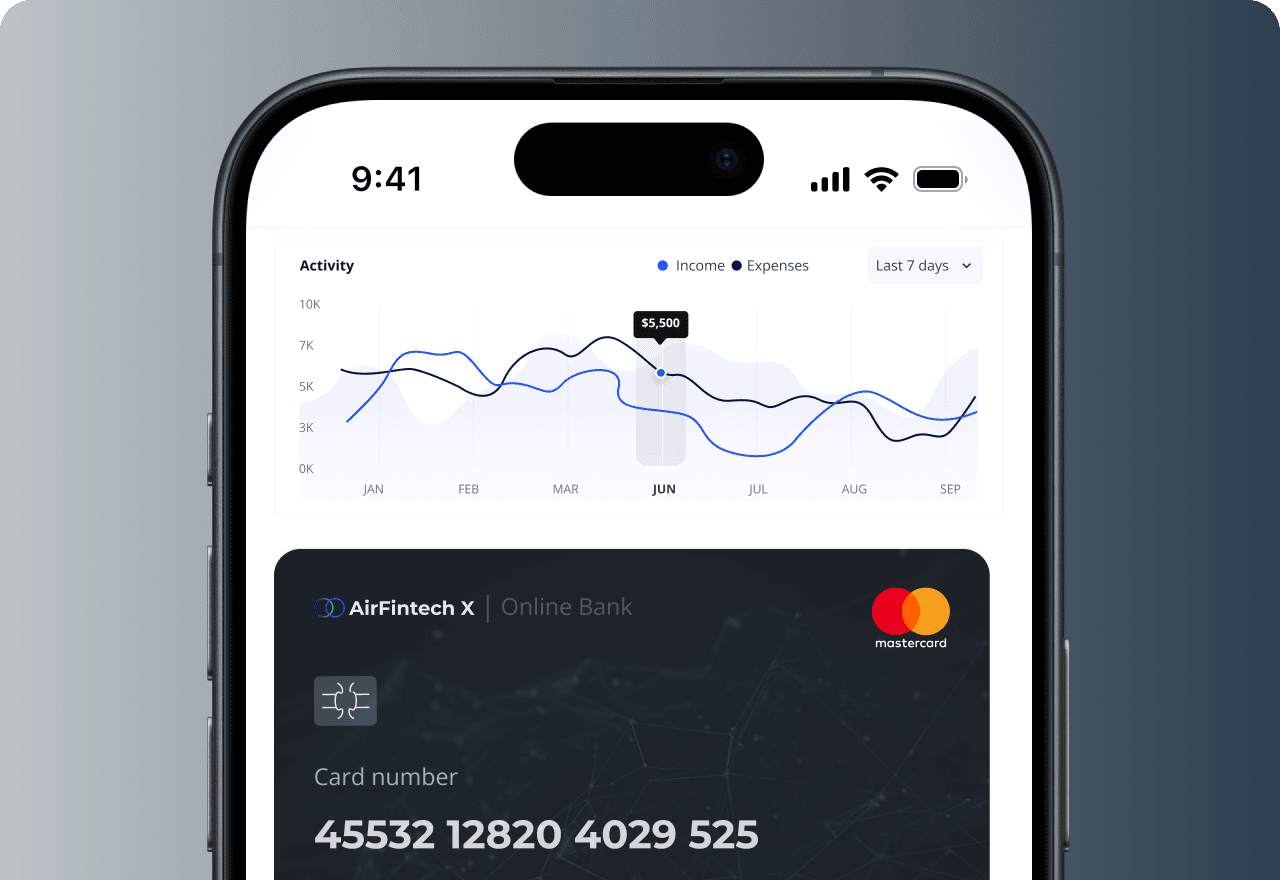 9:41
Activity
Income Expenses
Last 7 days
10K
7K
5K
3K
0K
$5,500
JAN FEB MAR JUN JUL AUG SEP
AirFintech X | Online Bank
mastercard
Card number
45532 12820 4029 525